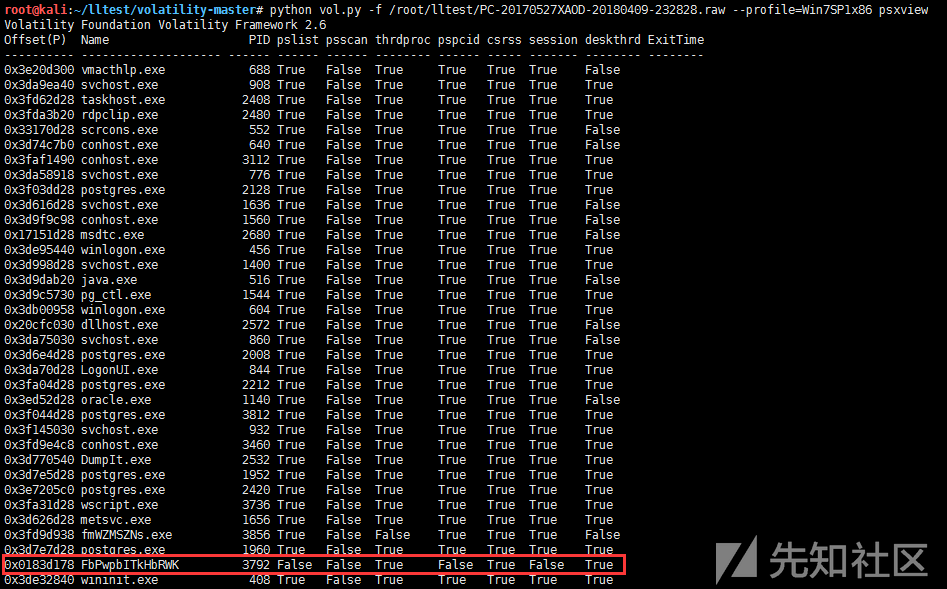 root@kali:~/lltest/volatility-master# python vol.py -f /root/lltest/PC-20170527XAOD-20180409-232828.raw --profile=Win7SP1x86 psxview
Volatility Foundation Volatility Framework 2.6
Offset(P)  Name                    PID pslist psscan thrdproc pspcid csrss session deskthrd ExitTime
---------- -------------------- ------ ------ ------ -------- ------ ----- ------- -------- --------
0x3e20d300 vmacthlp.exe            688 True   False  True     True   True  True    False
0x3da9ea40 svchost.exe             908 True   False  True     True   True  True    True
0x3fd62d28 taskhost.exe           2408 True   False  True     True   True  True    True
0x3fda3b20 rdpclip.exe            2480 True   False  True     True   True  True    True
0x33170d28 scrcons.exe             552 True   False  True     True   True  True    False
0x3d74c7b0 conhost.exe             640 True   False  True     True   True  True    False
0x3faf1490 conhost.exe            3112 True   False  True     True   True  True    True
0x3da58918 svchost.exe             776 True   False  True     True   True  True    True
0x3f03dd28 postgres.exe           2128 True   False  True     True   True  True    True
0x3d616d28 svchost.exe            1636 True   False  True     True   True  True    False
0x3d9f9c98 conhost.exe            1560 True   False  True     True   True  True    False
0x17151d28 msdtc.exe              2680 True   False  True     True   True  True    False
0x3de95440 winlogon.exe            456 True   False  True     True   True  True    True
0x3d998d28 svchost.exe            1400 True   False  True     True   True  True    True
0x3d9dab20 java.exe                516 True   False  True     True   True  True    False
0x3d9c5730 pg_ctl.exe             1544 True   False  True     True   True  True    True
0x3db00958 winlogon.exe            604 True   False  True     True   True  True    True
0x20cfc030 dllhost.exe            2572 True   False  True     True   True  True    False
0x3da75030 svchost.exe             860 True   False  True     True   True  True    False
0x3d6e4d28 postgres.exe           2008 True   False  True     True   True  True    True
0x3da70d28 LogonUI.exe             844 True   False  True     True   True  True    True
0x3fa04d28 postgres.exe           2212 True   False  True     True   True  True    True
0x3ed52d28 oracle.exe             1140 True   False  True     True   True  True    False
0x3f044d28 postgres.exe           3812 True   False  True     True   True  True    True
0x3f145030 svchost.exe             932 True   False  True     True   True  True    True
0x3fd9e4c8 conhost.exe            3460 True   False  True     True   True  True    True
0x3d770540 DumpIt.exe             2532 True   False  True     True   True  True    True
0x3d7e5d28 postgres.exe           1952 True   False  True     True   True  True    True
0x3e7205c0 postgres.exe           2420 True   False  True     True   True  True    True
0x3fa31d28 wscript.exe            3736 True   False  True     True   True  True    True
0x3d626d28 metsvc.exe             1656 True   False  True     True   True  True    True
0x3fd9d938 fmWZMSZNs.exe          3856 True   False  False    True   True  True    False
0x3d7e7d28 postgres.exe           1960 True   False  True     True   True  True    True
0x0183d178 FbPwpbITkHbRWK         3792 False  False  True     False  True  False   True
0x3de32840 wininit.exe             408 True   False  True     True   True  True    True
先知社区